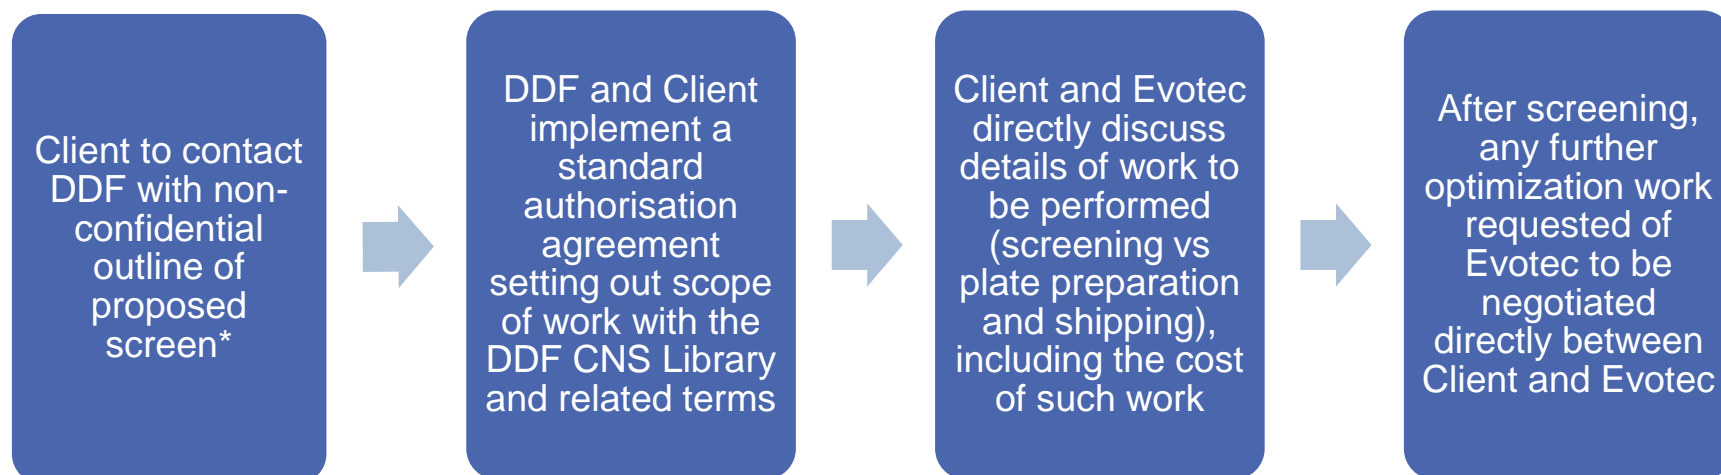 Client to contact
DDF with non-
confidential
outline of
proposed
screen*
DDF and Client
implement a
standard
authorisation
agreement
setting out scope
of work with the
DDF CNS Library
and related terms
Client and Evotec
directly discuss
details of work to
be performed
(screening vs
plate preparation
and shipping),
including the cost
of such work
After screening,
any further
optimization work
requested of
Evotec to be
negotiated
directly between
Client and Evotec